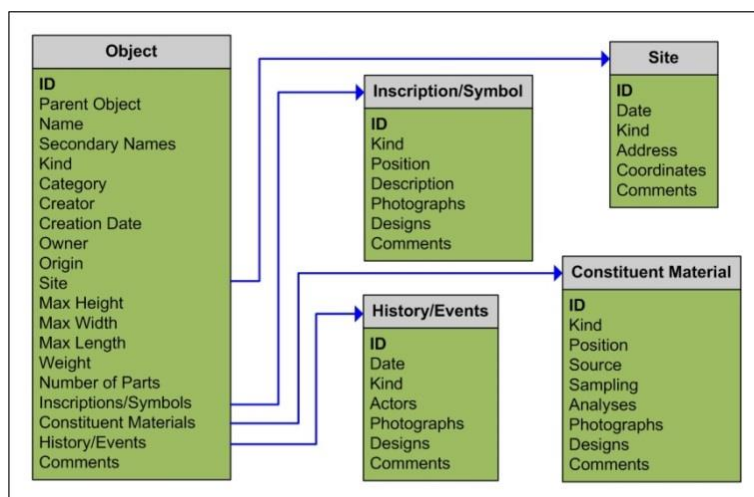 Object
ID
Parent Object
Name
Secondary Names
Kind
Category
Creator
Creation Date
Owner
Origin
Site
Max Height
Max Width
Max Length
Weight
Number of Parts
Inscriptions/Symbols
Constituent Materials
History/Events
Comments
Inscription/Symbol
ID
Kind
Position
Description
Photographs
Designs
Comments
History/Events
ID
Date
Kind
Actors
Photographs
Designs
Comments
Site
ID
Date
Kind
Address
Coordinates
Comments
Constituent Material
ID
Kind
Position
Source
Sampling
Analyses
Photographs
Designs
Comments